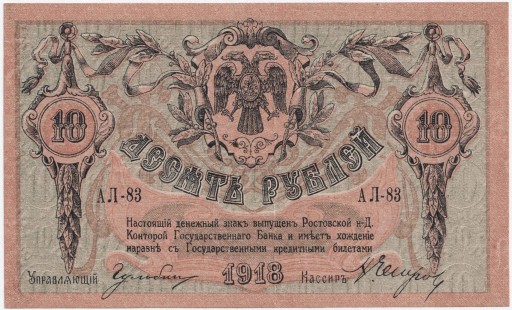 10 10
ДЕСЯТЬ РУБЛЕЙ
АЛ-83 АЛ-83
Настоящій денежный знакъ выпущен Ростовской н-Д.
Конторой Государственнаго Банка и имѣетъ хожденіе
наравнѣ съ Государственными кредитными билетами
Управляющій 1918 Кассиръ